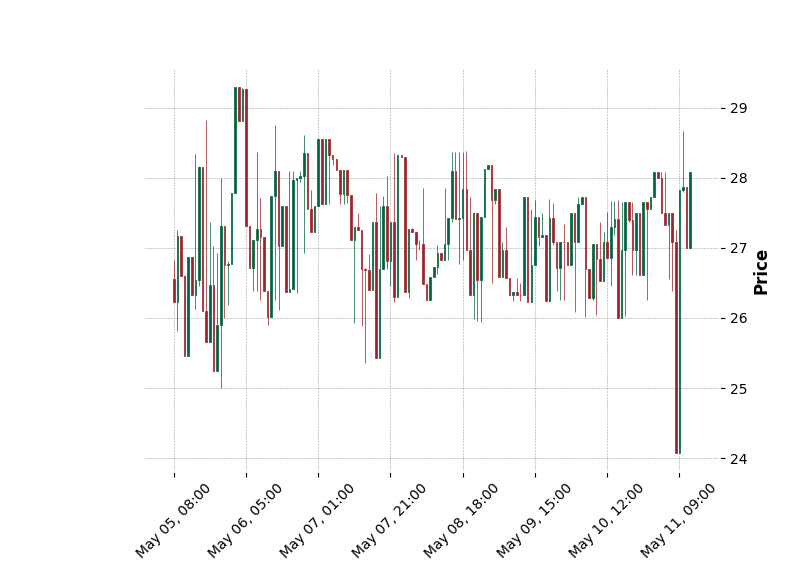 29
28
27
26
25
24
Price
May 05, 08:00
May 06, 05:00
May 07, 01:00
May 07, 21:00
May 08, 18:00
May 09, 15:00
May 10, 12:00
May 11, 09:00